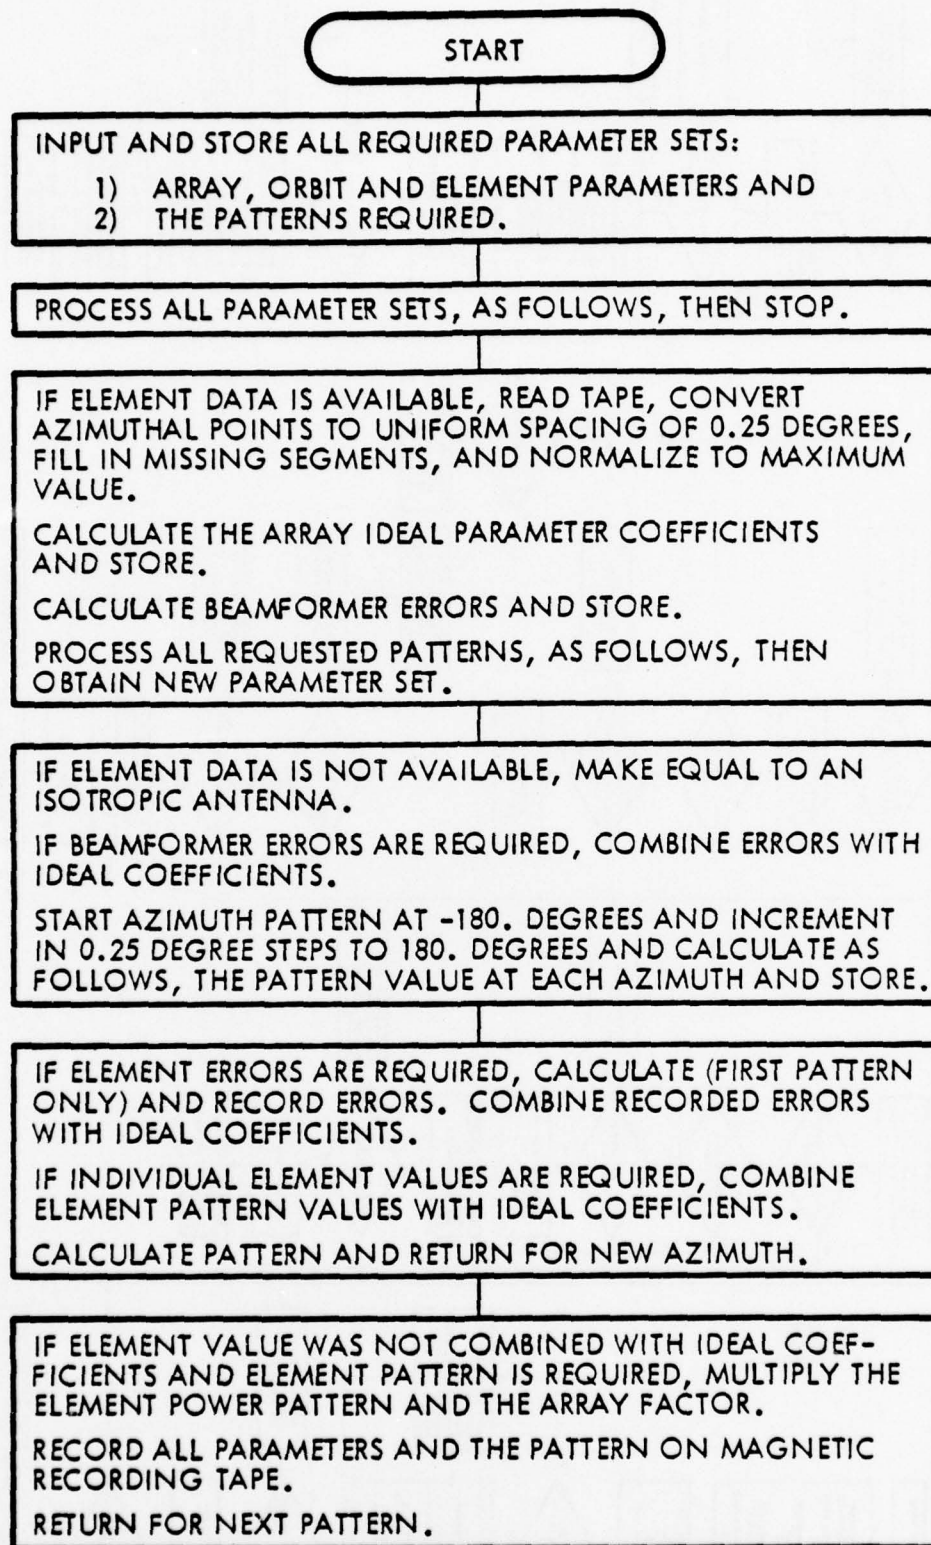 START
INPUT AND STORE ALL REQUIRED PARAMETER SETS:
1) ARRAY, ORBIT AND ELEMENT PARAMETERS AND
2) THE PATTERNS REQUIRED.
PROCESS ALL PARAMETER SETS, AS FOLLOWS, THEN STOP.
IF ELEMENT DATA IS AVAILABLE, READ TAPE, CONVERT
AZIMUTHAL POINTS TO UNIFORM SPACING OF 0.25 DEGREES,
FILL IN MISSING SEGMENTS, AND NORMALIZE TO MAXIMUM
VALUE.
CALCULATE THE ARRAY IDEAL PARAMETER COEFFICIENTS
AND STORE.
CALCULATE BEAMFORMER ERRORS AND STORE.
PROCESS ALL REQUESTED PATTERNS, AS FOLLOWS, THEN
OBTAIN NEW PARAMETER SET.
IF ELEMENT DATA IS NOT AVAILABLE, MAKE EQUAL TO AN
ISOTROPIC ANTENNA.
IF BEAMFORMER ERRORS ARE REQUIRED, COMBINE ERRORS WITH
IDEAL COEFFICIENTS.
START AZIMUTH PATTERN AT -180. DEGREES AND INCREMENT
IN 0.25 DEGREE STEPS TO 180. DEGREES AND CALCULATE AS
FOLLOWS, THE PATTERN VALUE AT EACH AZIMUTH AND STORE.
IF ELEMENT ERRORS ARE REQUIRED, CALCULATE (FIRST PATTERN
ONLY) AND RECORD ERRORS. COMBINE RECORDED ERRORS
WITH IDEAL COEFFICIENTS.
IF INDIVIDUAL ELEMENT VALUES ARE REQUIRED, COMBINE
ELEMENT PATTERN VALUES WITH IDEAL COEFFICIENTS.
CALCULATE PATTERN AND RETURN FOR NEW AZIMUTH.
IF ELEMENT VALUE WAS NOT COMBINED WITH IDEAL COEF-
FICIENTS AND ELEMENT PATTERN IS REQUIRED, MULTIPLY THE
ELEMENT POWER PATTERN AND THE ARRAY FACTOR.
RECORD ALL PARAMETERS AND THE PATTERN ON MAGNETIC
RECORDING TAPE.
RETURN FOR NEXT PATTERN.